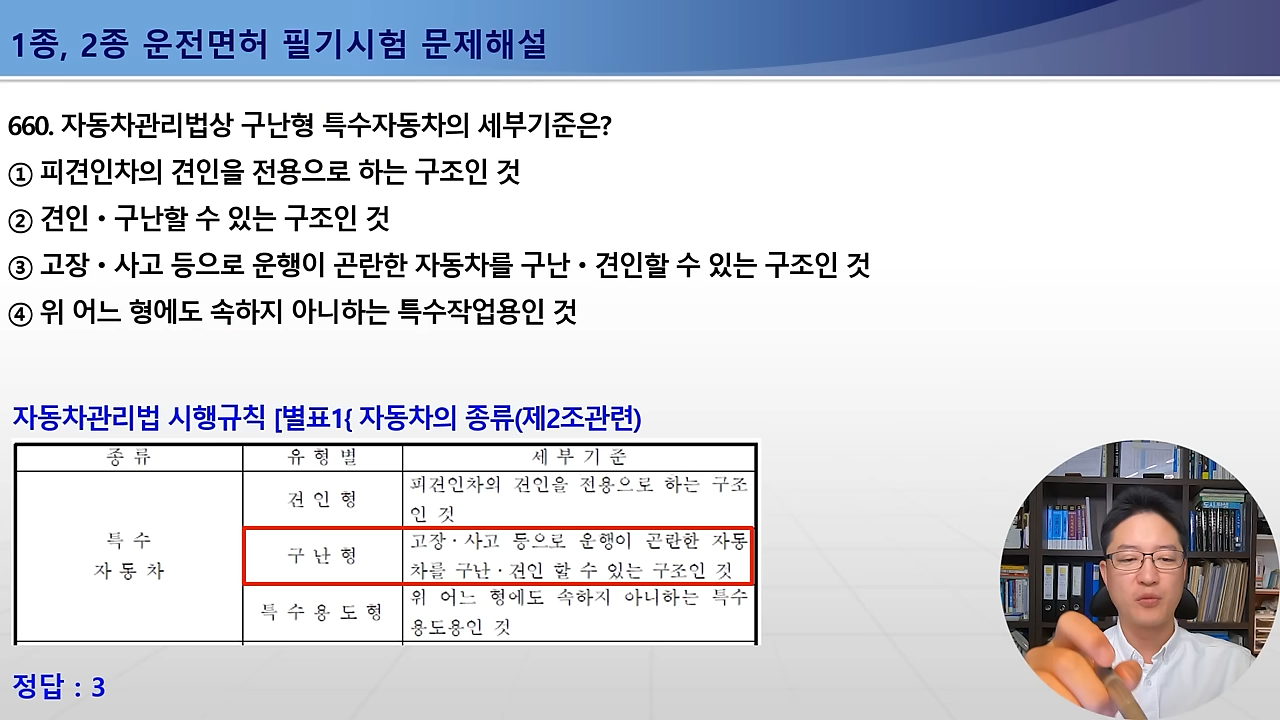 1종, 2종 운전면허 필기시험 문제해설
660. 자동차관리법상 구난형 특수자동차의 세부기준은?
① 피견인차의 견인을 전용으로 하는 구조인 것
② 견인·구난할 수 있는 구조인 것
③ 고장·사고 등으로 운행이 곤란한 자동차를 구난·견인할 수 있는 구조인 것
④ 위 어느 형에도 속하지 아니하는 특수작업용인 것
자동차관리법 시행규칙 [별표1{ 자동차의 종류(제2조관련)
종 류 유 형 별 세 부 기 준
특 수
자 동 차
견 인 형
피견인차의 견인을 전용으로 하는 구조
인 것
구 난 형
고장·사고 등으로 운행이 곤란한 자동
차를 구난·견인 할 수 있는 구조인 것
특 수 용 도 형
위 어느 형에도 속하지 아니하는 특수
용도용인 것
정답 : 3